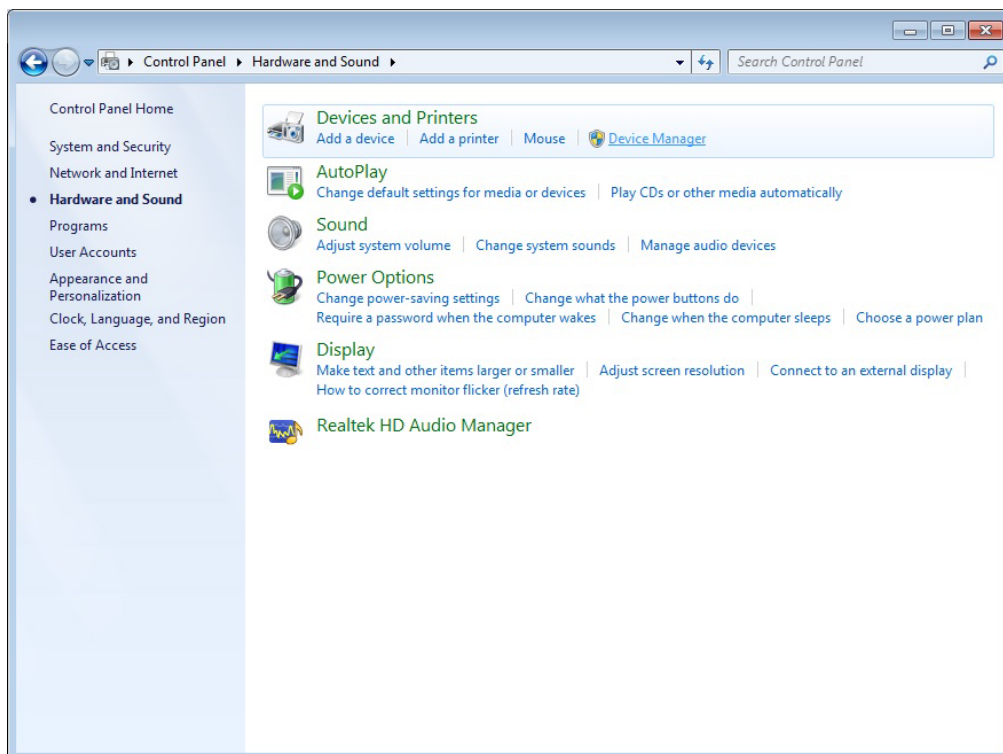 Control Panel Hardware and Sound Search Control Panel
Control Panel Home
System and Security
Network and Internet
Hardware and Sound
Programs
User Accounts
Appearance and
Personalization
Clock, Language, and Region
Ease of Access
Devices and Printers
Add a device Add a printer Mouse Device Manager
AutoPlay
Change default settings for media or devices Play CDs or other media automatically
Sound
Adjust system volume Change system sounds Manage audio devices
Power Options
Change power-saving settings Change what the power buttons do
Require a password when the computer wakes Change when the computer sleeps Choose a power plan
Display
Make text and other items larger or smaller Adjust screen resolution Connect to an external display
How to correct monitor flicker (refresh rate)
Realtek HD Audio Manager